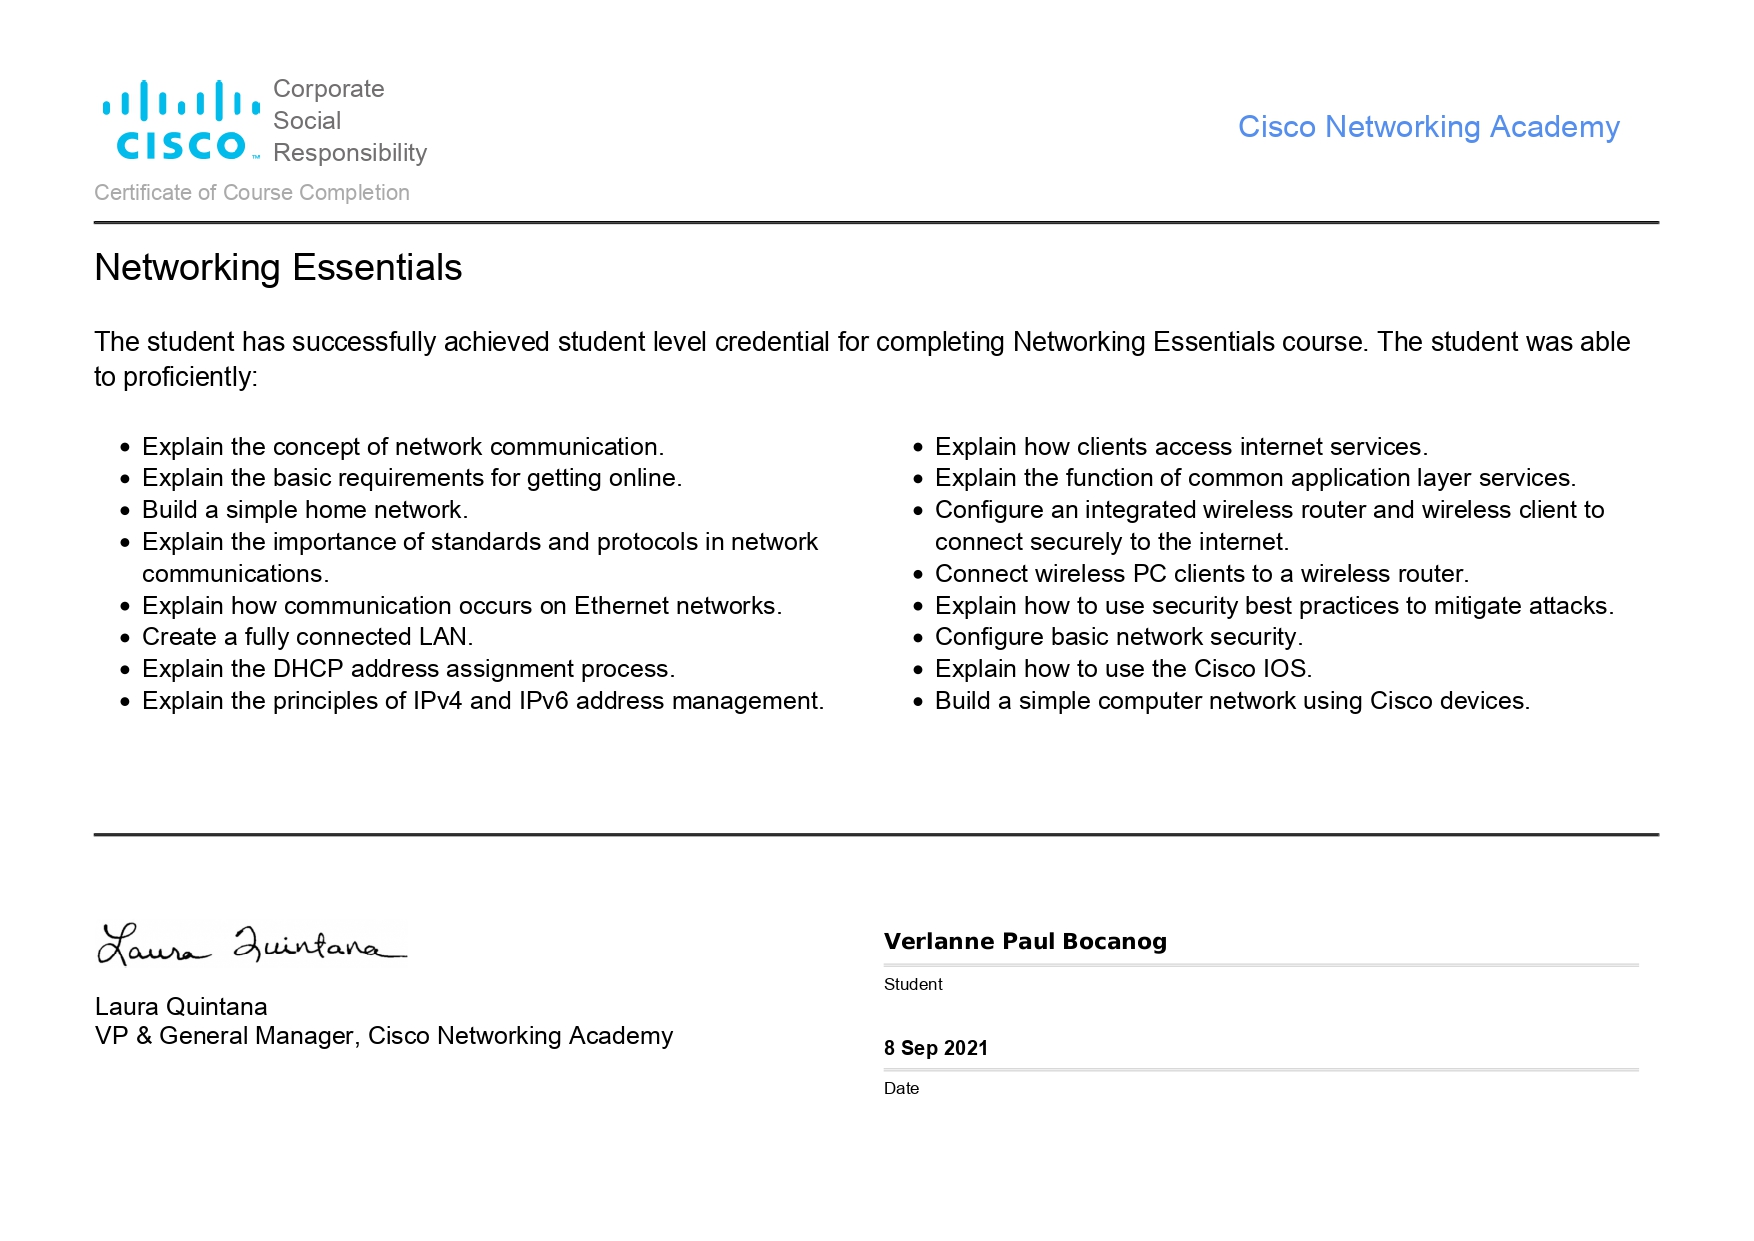 Corporate
Social
Responsibility
CISCO™
Cisco Networking Academy
Certificate of Course Completion
Networking Essentials
The student has successfully achieved student level credential for completing Networking Essentials course. The student was able
to proficiently:
• Explain the concept of network communication.
• Explain the basic requirements for getting online.
• Build a simple home network.
• Explain the importance of standards and protocols in network
communications.
• Explain how communication occurs on Ethernet networks.
• Create a fully connected LAN.
• Explain the DHCP address assignment process.
• Explain the principles of IPv4 and IPv6 address management.
• Explain how clients access internet services.
• Explain the function of common application layer services.
• Configure an integrated wireless router and wireless client to
connect securely to the internet.
• Connect wireless PC clients to a wireless router.
• Explain how to use security best practices to mitigate attacks.
• Configure basic network security.
• Explain how to use the Cisco IOS.
• Build a simple computer network using Cisco devices.
Laura Quintana
Laura Quintana
VP & General Manager, Cisco Networking Academy
Verlanne Paul Bocanog
Student
8 Sep 2021
Date